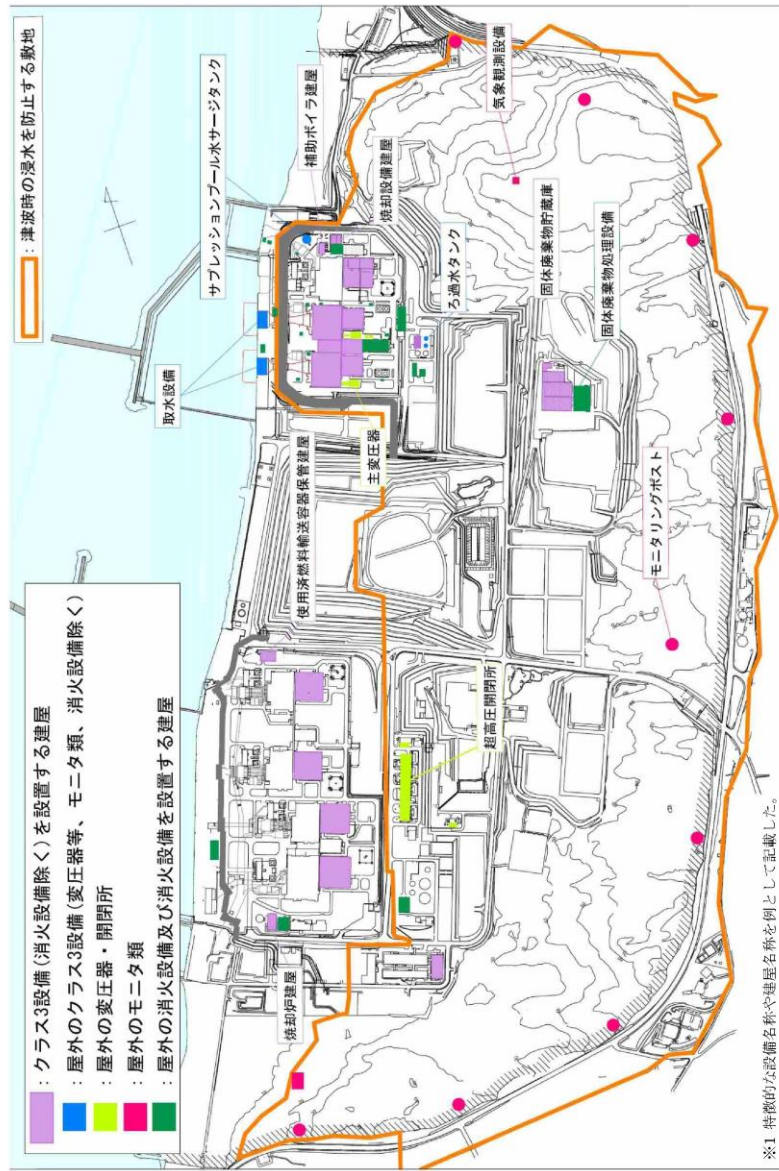 ：クラス3設備(消火設備除く)を設置する建屋
：屋外のクラス3設備(変圧器等、モニタ類、消火設備除く)
：屋外の変圧器・開閉所
：屋外のモニタ類
：屋外の消火設備及び消火設備を設置する建屋
：津波時の浸水を防止する敷地
取水設備
サプレッションプール水サージタンク
補助ボイラ建屋
焼却設備建屋
使用済燃料輸送容器保管建屋
主変圧器
ろ過水タンク
気象観測設備
固体廃棄物貯蔵庫
固体廃棄物処理設備
焼却炉建屋
超高圧開閉所
モニタリングポスト
※1 特徴的な設備名称や建屋名称を例として記載した。